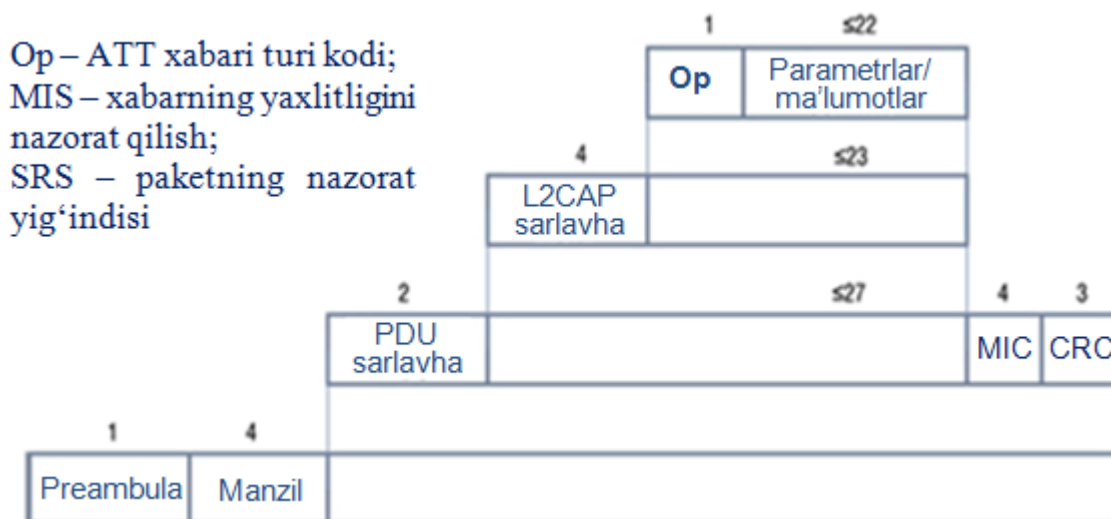 Op – ATT xabari turi kodi;
MIS – xabarning yaxlitligini
nazorat qilish;
SRS – paketning nazorat
yig‘indisi
1 ≤22
Op Parametrlar/
ma'lumotlar
4 ≤23
L2CAP
sarlavha
2 ≤27 4 3
PDU
sarlavha
MIC CRC
1 4
Preambula Manzil